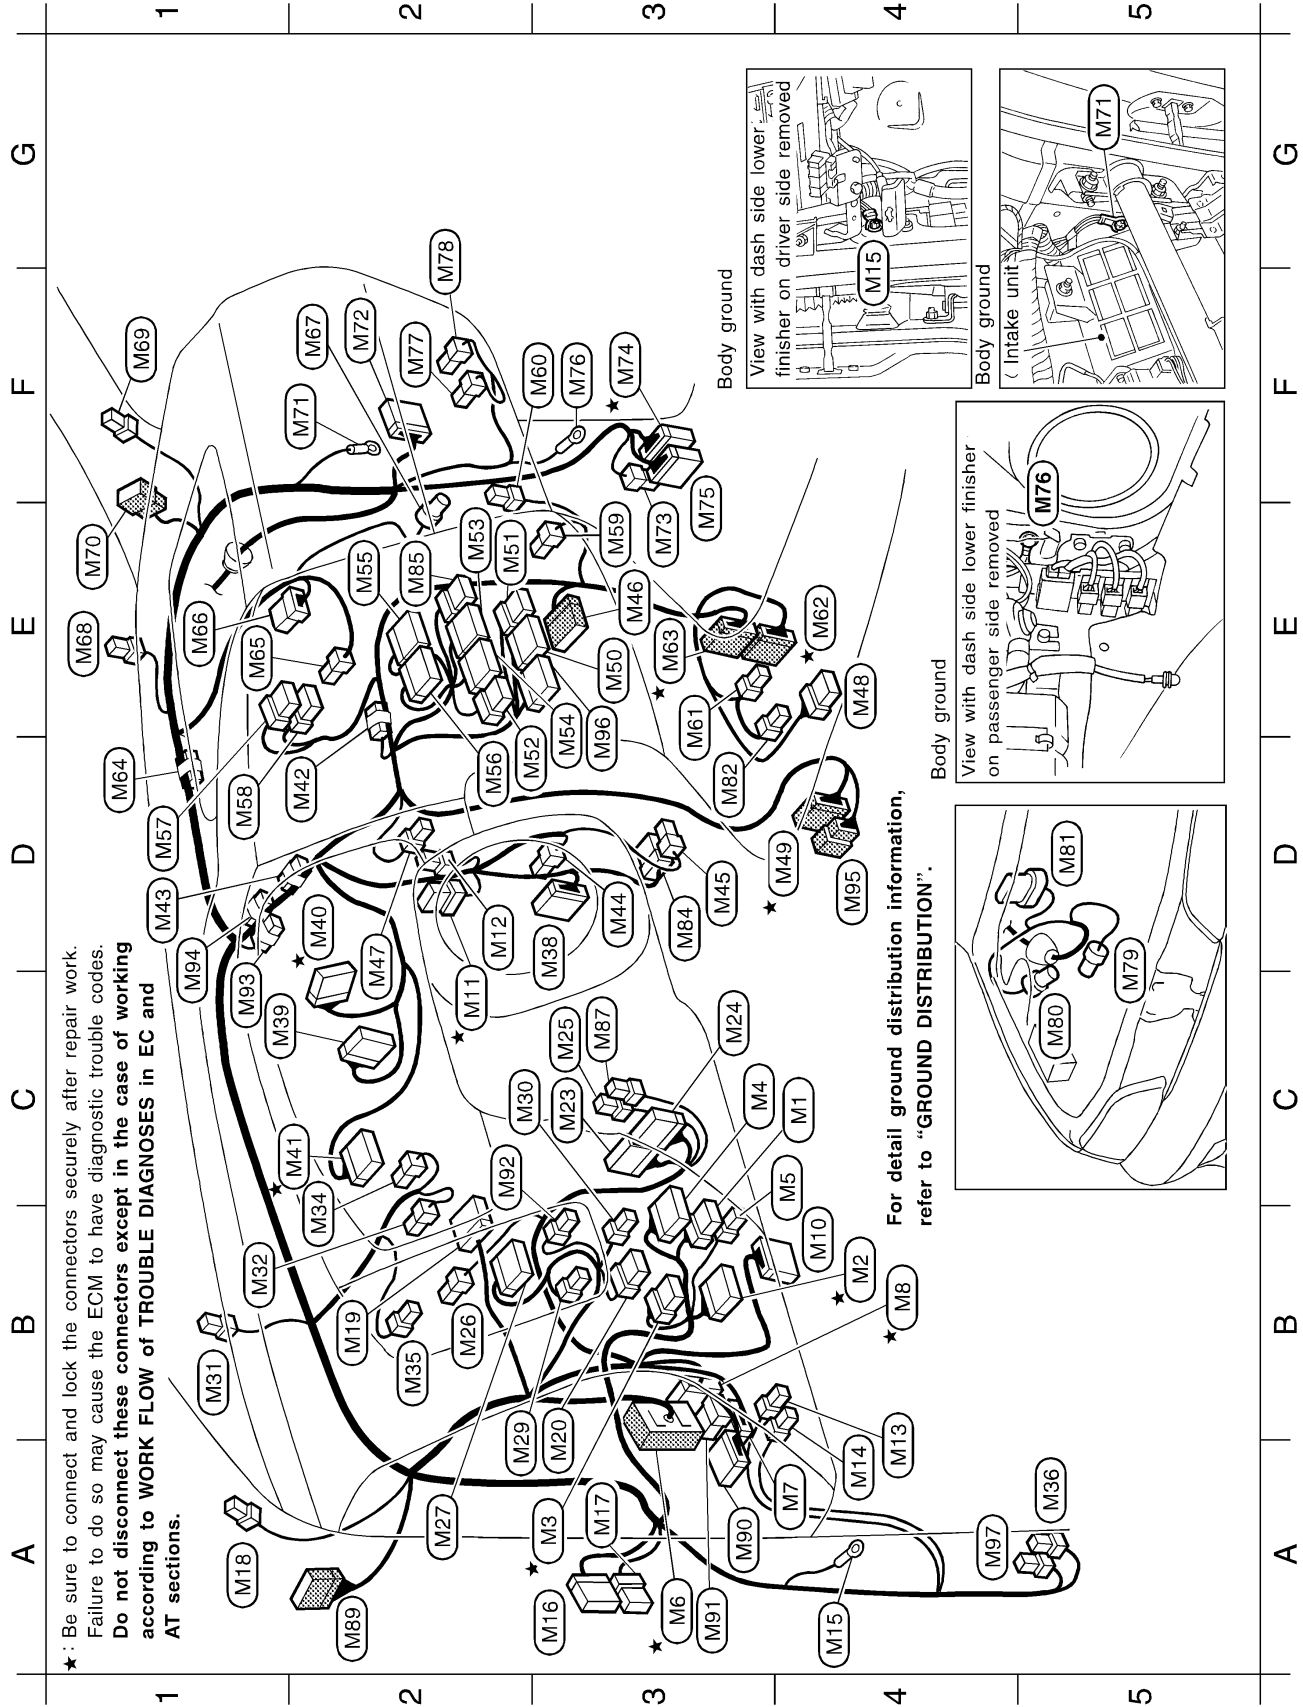 ★: Be sure to connect and lock the connectors securely after repair work.
Failure to do so may cause the ECM to have diagnostic trouble codes.
Do not disconnect these connectors except in the case of working
according to WORK FLOW of TROUBLE DIAGNOSES in EC and
AT sections.
A
B
C
D
E
F
G
1
2
3
4
5
M18
M89
M31
M32
M34
M41
★
M39
M40
★
M93
M94
M43
M57
M64
M58
M42
M68
M70
M66
M65
M69
M71
M67
M72
M77
M78
M55
M85
M53
M51
M60
M76
M74
★
M59
M73
M75
M46
M50
M63
★
M62
★
M61
M48
M82
M96
M54
M52
M56
M47
M11
★
M12
M38
M44
M84
M45
M49
★
M95
M25
M87
M24
M30
M23
M4
M1
M5
M10
M2
★
M8
★
M92
M19
M35
M26
M27
M29
M20
M3
★
M17
M16
M6
★
M91
M90
M7
M14
M13
M15
M97
M36
For detail ground distribution information,
refer to “GROUND DISTRIBUTION”.
M79
M80
M81
Body ground
View with dash side lower finisher
on passenger side removed
M76
Body ground
View with dash side lower
finisher on driver side removed
M15
Body ground
( Intake unit
M71
A
B
C
D
E
F
G
1
2
3
4
5